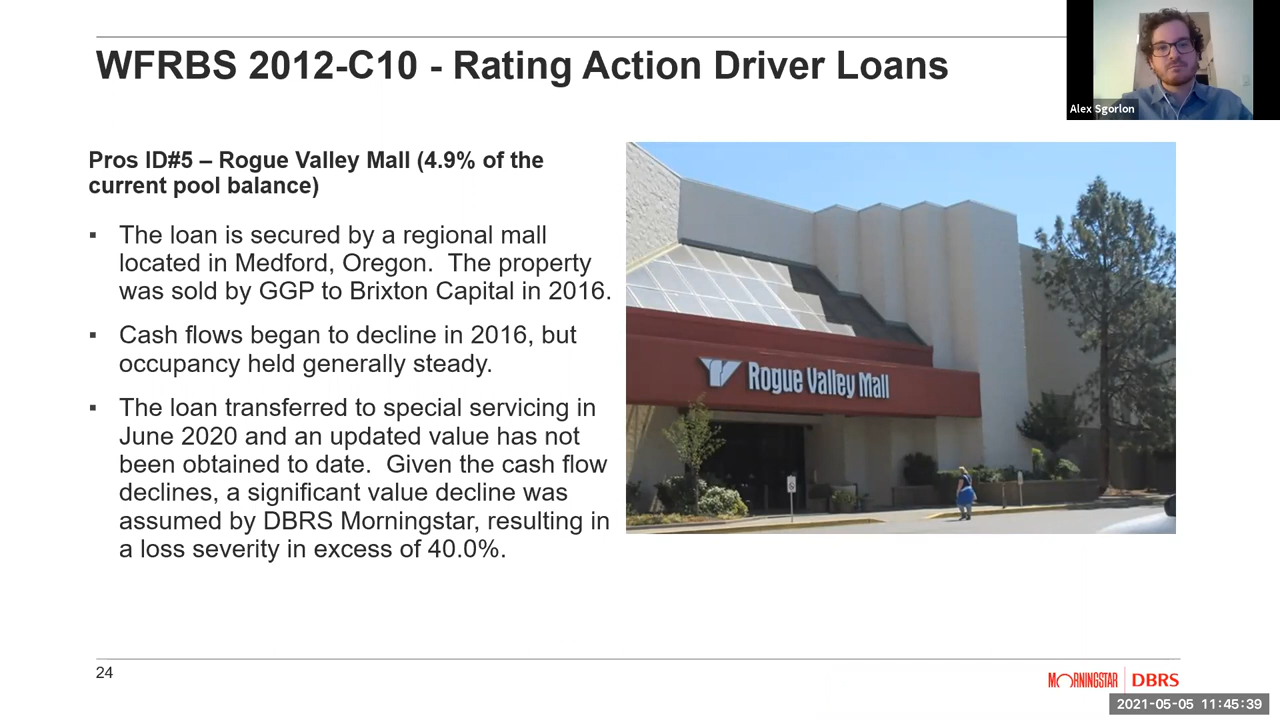 WFRBS 2012-C10 - Rating Action Driver Loans
Alex Sgorlon
Pros ID#5 – Rogue Valley Mall (4.9% of the
current pool balance)
▪ The loan is secured by a regional mall
located in Medford, Oregon.  The property
was sold by GGP to Brixton Capital in 2016.
▪ Cash flows began to decline in 2016, but
occupancy held generally steady.
▪ The loan transferred to special servicing in
June 2020 and an updated value has not
been obtained to date.  Given the cash flow
declines, a significant value decline was
assumed by DBRS Morningstar, resulting in
a loss severity in excess of 40.0%.
Rogue Valley Mall
24
MORNINGSTAR | DBRS
2021-05-05 11:45:39